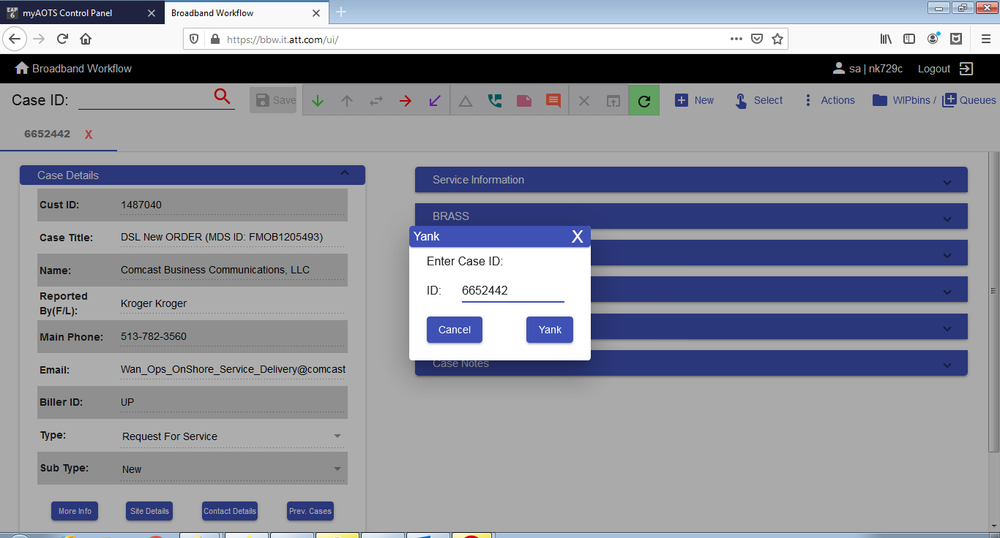 EAP 6 myAOTS Control Panel
Broadband Workflow
https://bbw.it.att.com/ui/
Broadband Workflow
sa | nk729c Logout
Case ID:
Save
New Select Actions WIPbins / Queues
6652442 X
Case Details
Cust ID: 1487040
Case Title: DSL New ORDER (MDS ID: FMOB1205493)
Name: Comcast Business Communications, LLC
Reported
By(F/L): Kroger Kroger
Main Phone: 513-782-3560
Email: Wan_Ops_OnShore_Service_Delivery@comcast
Biller ID: UP
Type: Request For Service
Sub Type: New
More Info Site Details Contact Details Prev. Cases
Service Information
BRASS
Yank X
Enter Case ID:
ID: 6652442
Cancel Yank
Case Notes